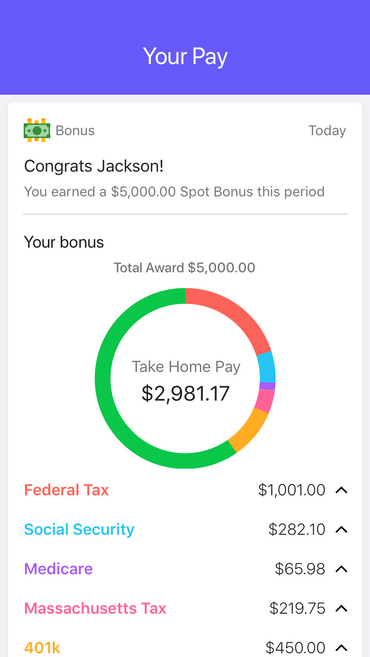 Your Pay
Bonus Today
Congrats Jackson!
You earned a $5,000.00 Spot Bonus this period
Your bonus
Total Award $5,000.00
Take Home Pay
$2,981.17
Federal Tax $1,001.00
Social Security $282.10
Medicare $65.98
Massachusetts Tax $219.75
401k $450.00